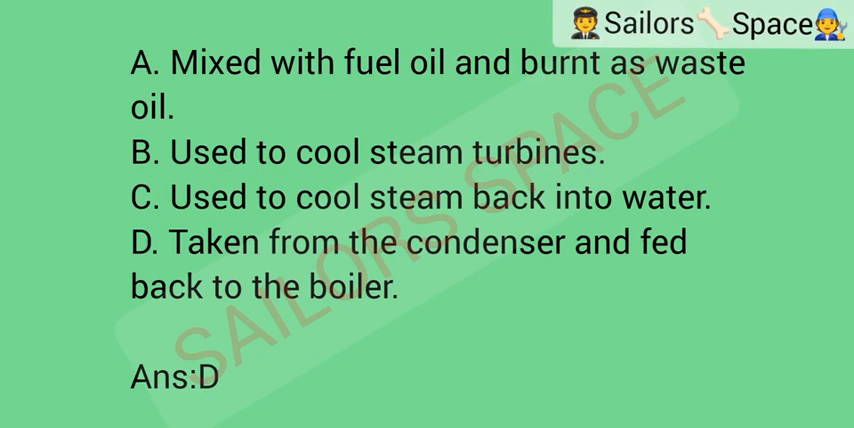 Sailors Space
A. Mixed with fuel oil and burnt as waste
oil.
B. Used to cool steam turbines.
C. Used to cool steam back into water.
D. Taken from the condenser and fed
back to the boiler.
Ans:D
SAILORS SPACE